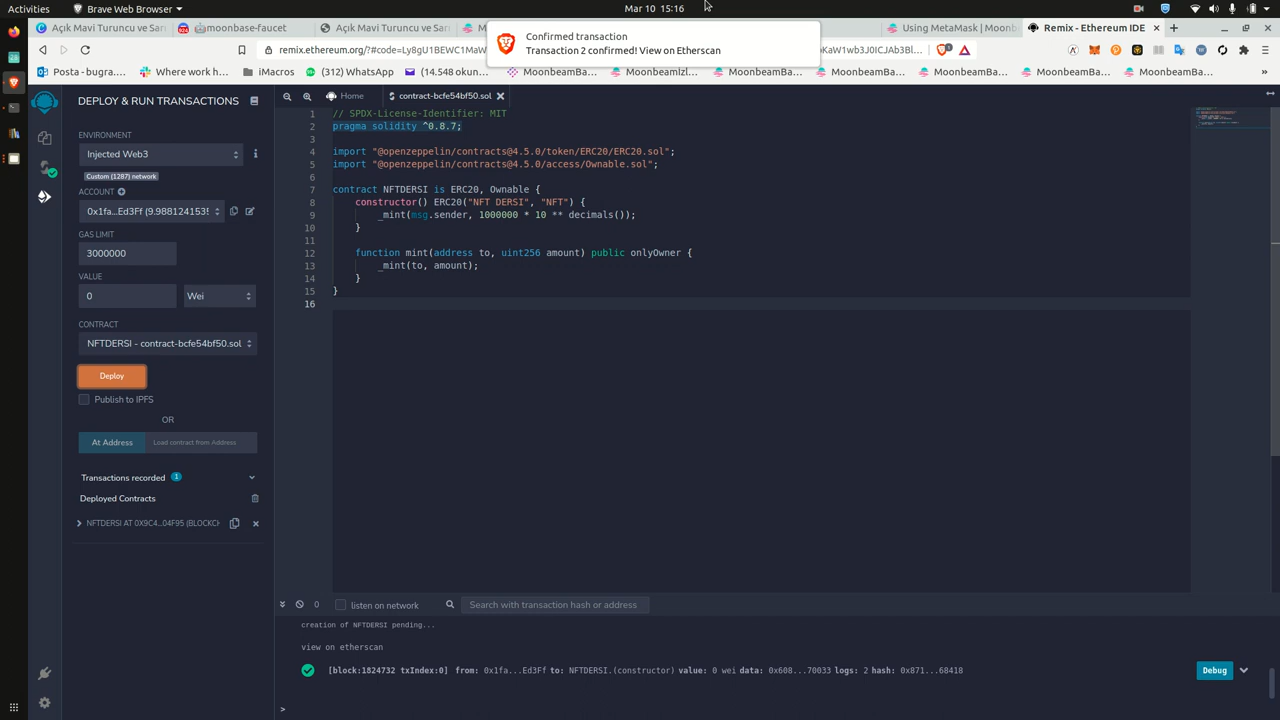 Activities
Brave Web Browser
Mar 10 15:16
Açık Mavi Turuncu ve Sarı
moonbase-faucet
Açık Mavi Turuncu ve Sarı
Using MetaMask | Moonb
Remix - Ethereum IDE
Confirmed transaction
Transaction 2 confirmed! View on Etherscan
remix.ethereum.org/?#code=Ly8gU1BEWC1MaW
KaW1wb3J0ICJAb3Bl...
Posta - bugra....
Where work h...
iMacros
(312) WhatsApp
(14.548 okun...
MoonbeamBa...
MoonbeamIzl...
MoonbeamBa...
MoonbeamBa...
MoonbeamBa...
MoonbeamBa...
MoonbeamBa...
DEPLOY & RUN TRANSACTIONS
Home
contract-bcfe54bf50.sol
ENVIRONMENT
Injected Web3
Custom (1287) network
ACCOUNT
0x1fa...Ed3Ff (9.9881241535
GAS LIMIT
3000000
VALUE
0
Wei
CONTRACT
NFTDERSI - contract-bcfe54bf50.sol
Deploy
Publish to IPFS
OR
At Address
Load contract from Address
Transactions recorded 1
Deployed Contracts
NFTDERSI AT 0X9C4...04F95 (BLOCKCH
1 // SPDX-License-Identifier: MIT
2 pragma solidity ^0.8.7;
3
4 import "@openzeppelin/contracts@4.5.0/token/ERC20/ERC20.sol";
5 import "@openzeppelin/contracts@4.5.0/access/Ownable.sol";
6
7 contract NFTDERSI is ERC20, Ownable {
8 constructor() ERC20("NFT DERSI", "NFT") {
9 _mint(msg.sender, 1000000 * 10 ** decimals());
10 }
11
12 function mint(address to, uint256 amount) public onlyOwner {
13 _mint(to, amount);
14 }
15 }
16
0
listen on network
Search with transaction hash or address
creation of NFTDERSI pending...
view on etherscan
[block:1824732 txIndex:0] from: 0x1fa...Ed3Ff to: NFTDERSI.(constructor) value: 0 wei data: 0x608...70033 logs: 2 hash: 0x871...68418
Debug
>